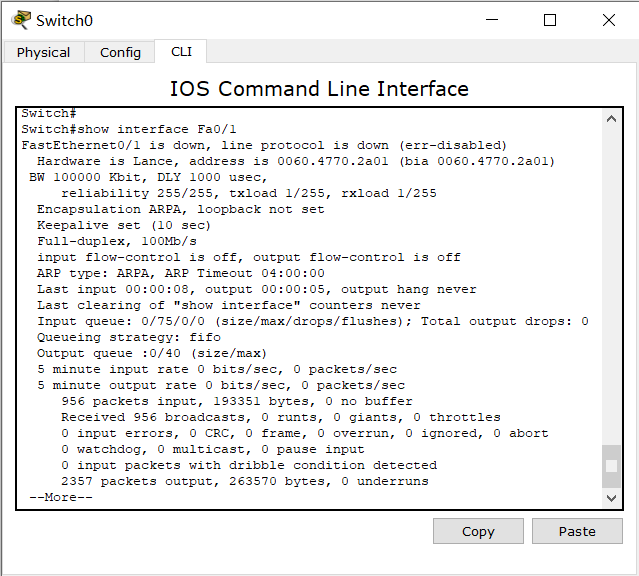 Switch0
Physical Config CLI
IOS Command Line Interface
Switch#
Switch#show interface Fa0/1
FastEthernet0/1 is down, line protocol is down (err-disabled)
  Hardware is Lance, address is 0060.4770.2a01 (bia 0060.4770.2a01)
 BW 100000 Kbit, DLY 1000 usec,
     reliability 255/255, txload 1/255, rxload 1/255
  Encapsulation ARPA, loopback not set
  Keepalive set (10 sec)
  Full-duplex, 100Mb/s
  input flow-control is off, output flow-control is off
  ARP type: ARPA, ARP Timeout 04:00:00
  Last input 00:00:08, output 00:00:05, output hang never
  Last clearing of "show interface" counters never
  Input queue: 0/75/0/0 (size/max/drops/flushes); Total output drops: 0
  Queueing strategy: fifo
  Output queue :0/40 (size/max)
  5 minute input rate 0 bits/sec, 0 packets/sec
  5 minute output rate 0 bits/sec, 0 packets/sec
     956 packets input, 193351 bytes, 0 no buffer
     Received 956 broadcasts, 0 runts, 0 giants, 0 throttles
     0 input errors, 0 CRC, 0 frame, 0 overrun, 0 ignored, 0 abort
     0 watchdog, 0 multicast, 0 pause input
     0 input packets with dribble condition detected
     2357 packets output, 263570 bytes, 0 underruns
 --More--
Copy Paste